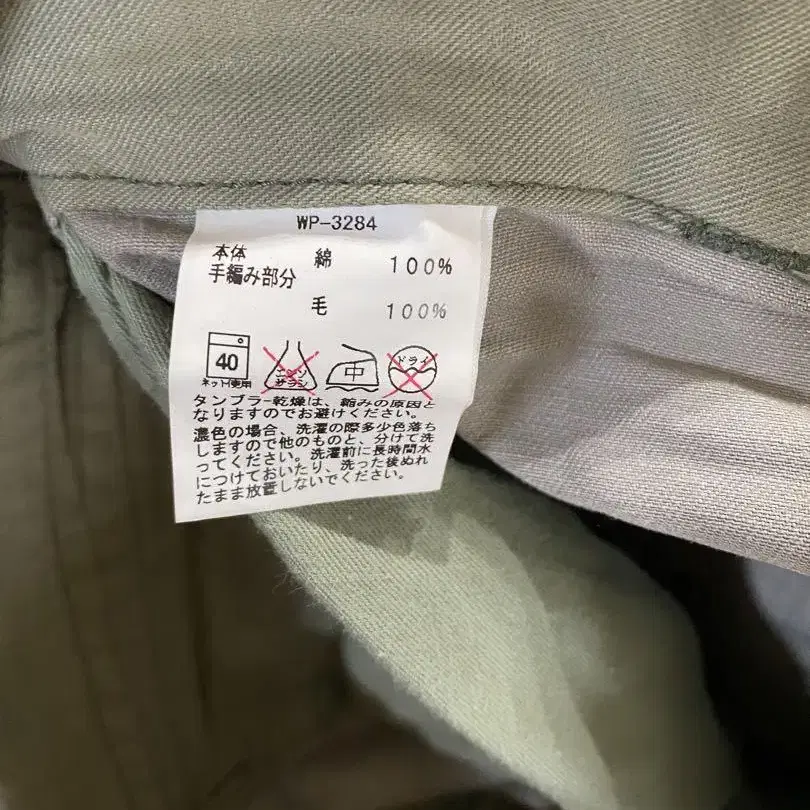 WP-3284
本体 綿 100%
手編み部分
毛 100%
40 エンソ サラシ 中 ドライ
ネット使用
タンブラー乾燥は、縮みの原因と
なりますのでお避けください。
濃色の場合、洗濯の際多少色落ち
しますので他のものと、分けて洗
ってください。洗濯前に長時間水
につけておいたり、洗った後ぬれ
たまま放置しないでください。